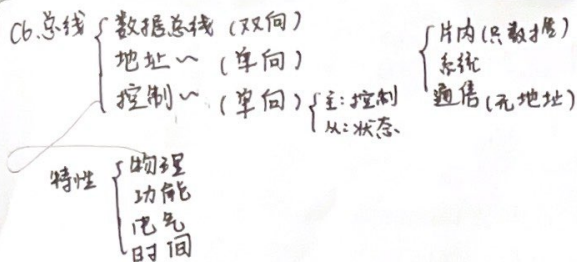 C6.总线
数据总线 (双向)
地址~ (单向)
控制~ (单向)
主:控制
从:状态
片内(只数据)
系统
通信(无地址)
特性
物理
功能
电气
时间